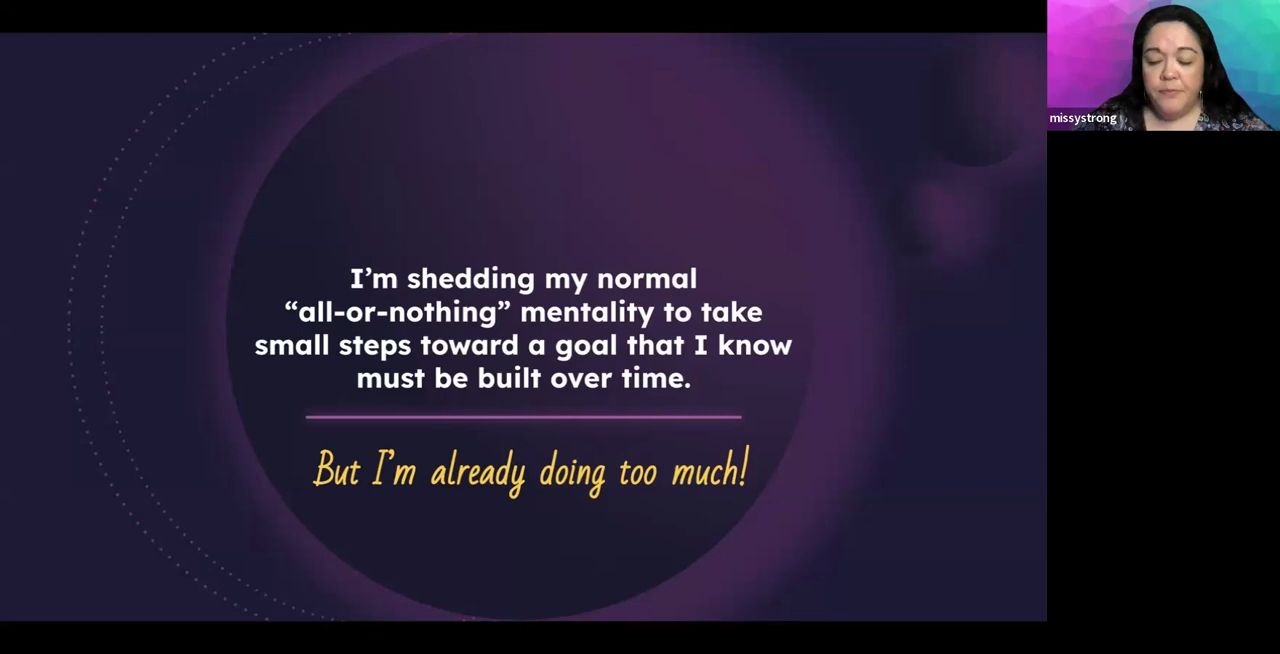 I’m shedding my normal
“all-or-nothing” mentality to take
small steps toward a goal that I know
must be built over time.
But I’m already doing too much!
missystrong